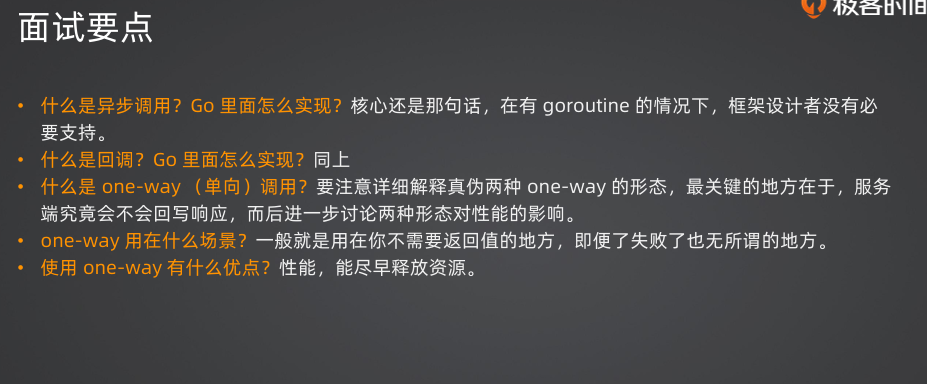 极客时间
面试要点
• 什么是异步调用？Go 里面怎么实现？核心还是那句话，在有 goroutine 的情况下，框架设计者没有必
要支持。
• 什么是回调？Go 里面怎么实现？同上
• 什么是 one-way （单向）调用？要注意详细解释真伪两种 one-way 的形态，最关键的地方在于，服务
端究竟会不会回写响应，而后进一步讨论两种形态对性能的影响。
• one-way 用在什么场景？一般就是用在你不需要返回值的地方，即便了失败了也无所谓的地方。
• 使用 one-way 有什么优点？性能，能尽早释放资源。